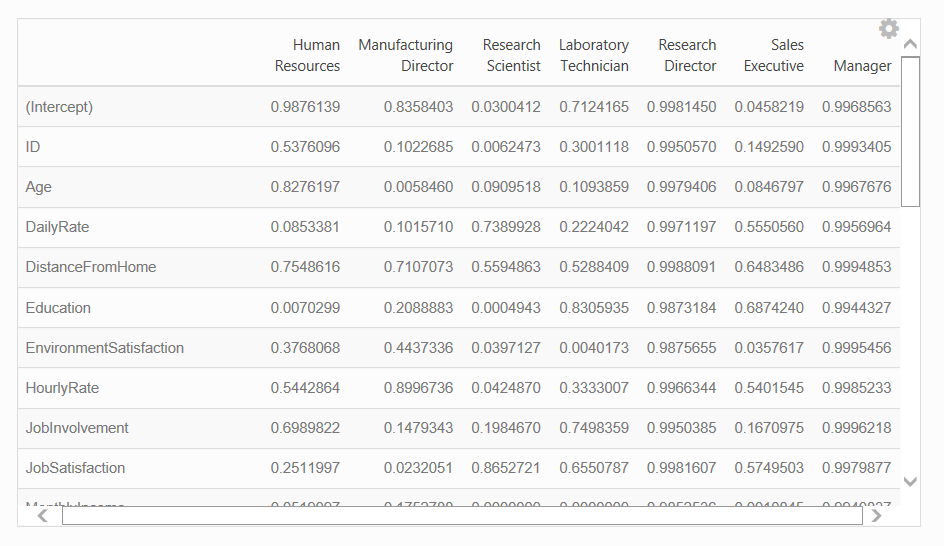 Human Manufacturing Research Laboratory Research Sales
Resources Director Scientist Technician Director Executive Manager
(Intercept) 0.9876139 0.8358403 0.0300412 0.7124165 0.9981450 0.0458219 0.9968563
ID 0.5376096 0.1022685 0.0062473 0.3001118 0.9950570 0.1492590 0.9993405
Age 0.8276197 0.0058460 0.0909518 0.1093859 0.9979406 0.0846797 0.9967676
DailyRate 0.0853381 0.1015710 0.7389928 0.2224042 0.9971197 0.5550560 0.9956964
DistanceFromHome 0.7548616 0.7107073 0.5594863 0.5288409 0.9988091 0.6483486 0.9994853
Education 0.0070299 0.2088883 0.0004943 0.8305935 0.9873184 0.6874240 0.9944327
EnvironmentSatisfaction 0.3768068 0.4437336 0.0397127 0.0040173 0.9875655 0.0357617 0.9995456
HourlyRate 0.5442864 0.8996736 0.0424870 0.3333007 0.9966344 0.5401545 0.9985233
JobInvolvement 0.6989822 0.1479343 0.1984670 0.7498359 0.9950385 0.1670975 0.9996218
JobSatisfaction 0.2511997 0.0232051 0.8652721 0.6550787 0.9981607 0.5749503 0.9979877